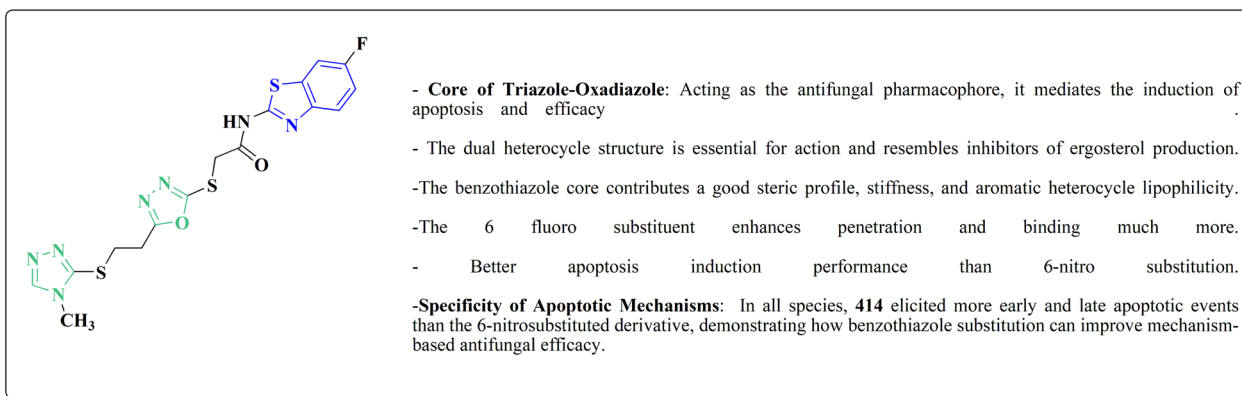 F
S
N
HN
O
S
N N
O
N N
S
N
CH3
- Core of Triazole-Oxadiazole: Acting as the antifungal pharmacophore, it mediates the induction of
apoptosis and efficacy .
- The dual heterocycle structure is essential for action and resembles inhibitors of ergosterol production.
-The benzothiazole core contributes a good steric profile, stiffness, and aromatic heterocycle lipophilicity.
-The 6 fluoro substituent enhances penetration and binding much more.
- Better apoptosis induction performance than 6-nitro substitution.
-Specificity of Apoptotic Mechanisms: In all species, 414 elicited more early and late apoptotic events
than the 6-nitrosubstituted derivative, demonstrating how benzothiazole substitution can improve mechanism-
based antifungal efficacy.